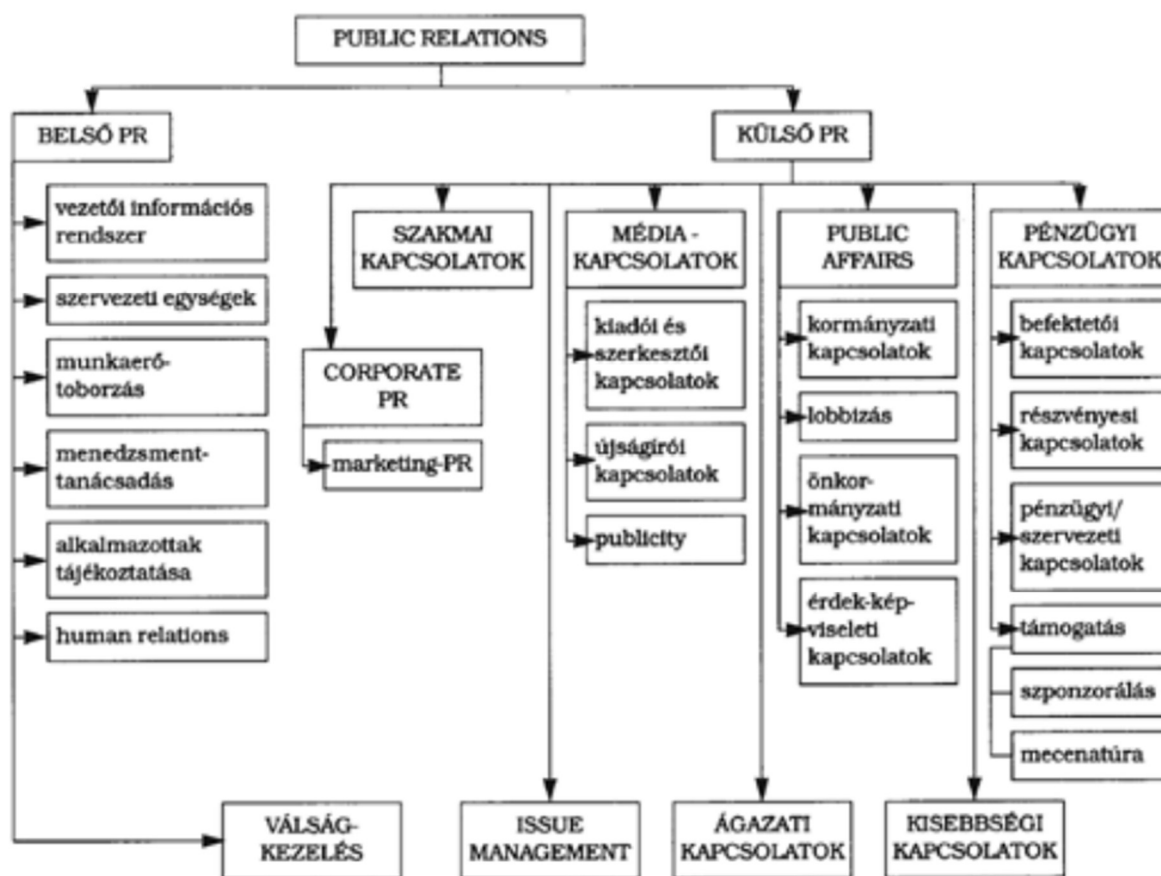 PUBLIC RELATIONS
BELSŐ PR
vezetői információs
rendszer
szervezeti egységek
munkaerő-
toborzás
menedzsment-
tanácsadás
alkalmazottak
tájékoztatása
human relations
VÁLSÁG-
KEZELÉS
KÜLSŐ PR
CORPORATE
PR
marketing-PR
SZAKMAI
KAPCSOLATOK
ISSUE
MANAGEMENT
MÉDIA -
KAPCSOLATOK
kiadói és
szerkesztői
kapcsolatok
újságírói
kapcsolatok
publicity
ÁGAZATI
KAPCSOLATOK
PUBLIC
AFFAIRS
kormányzati
kapcsolatok
lobbizás
önkor-
mányzati
kapcsolatok
érdek-kép-
viseleti
kapcsolatok
KISEBBSÉGI
KAPCSOLATOK
PÉNZÜGYI
KAPCSOLATOK
befektetői
kapcsolatok
részvényesi
kapcsolatok
pénzügyi/
szervezeti
kapcsolatok
támogatás
szponzorálás
mecenatúra